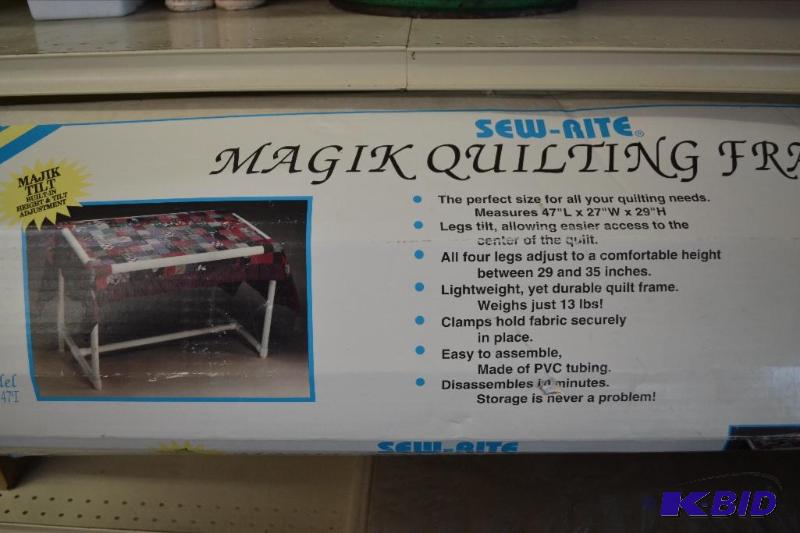 SEW-RITE®
MAGIK QUILTING FRA
MAJIK
TILT
BUILT-IN
HEIGHT & TILT
ADJUSTMENT
• The perfect size for all your quilting needs.
Measures 47"L x 27"W x 29"H
• Legs tilt, allowing easier access to the
center of the quilt.
• All four legs adjust to a comfortable height
between 29 and 35 inches.
• Lightweight, yet durable quilt frame.
Weighs just 13 lbs!
• Clamps hold fabric securely
in place.
• Easy to assemble,
Made of PVC tubing.
• Disassembles in minutes.
Storage is never a problem!
del
47T
SEW-RITE
K-BID